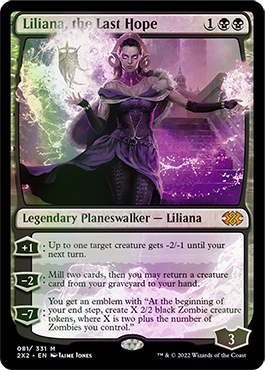 Liliana, the Last Hope 1
Legendary Planeswalker — Liliana
+1 Up to one target creature gets -2/-1 until your
next turn.
-2 Mill two cards, then you may return a creature
card from your graveyard to your hand.
You get an emblem with “At the beginning of
-7 your end step, create X 2/2 black Zombie creature
tokens, where X is two plus the number of
Zombies you control.”
3
081/331 M
2X2 • EN Jaime Jones ™ & © 2022 Wizards of the Coast